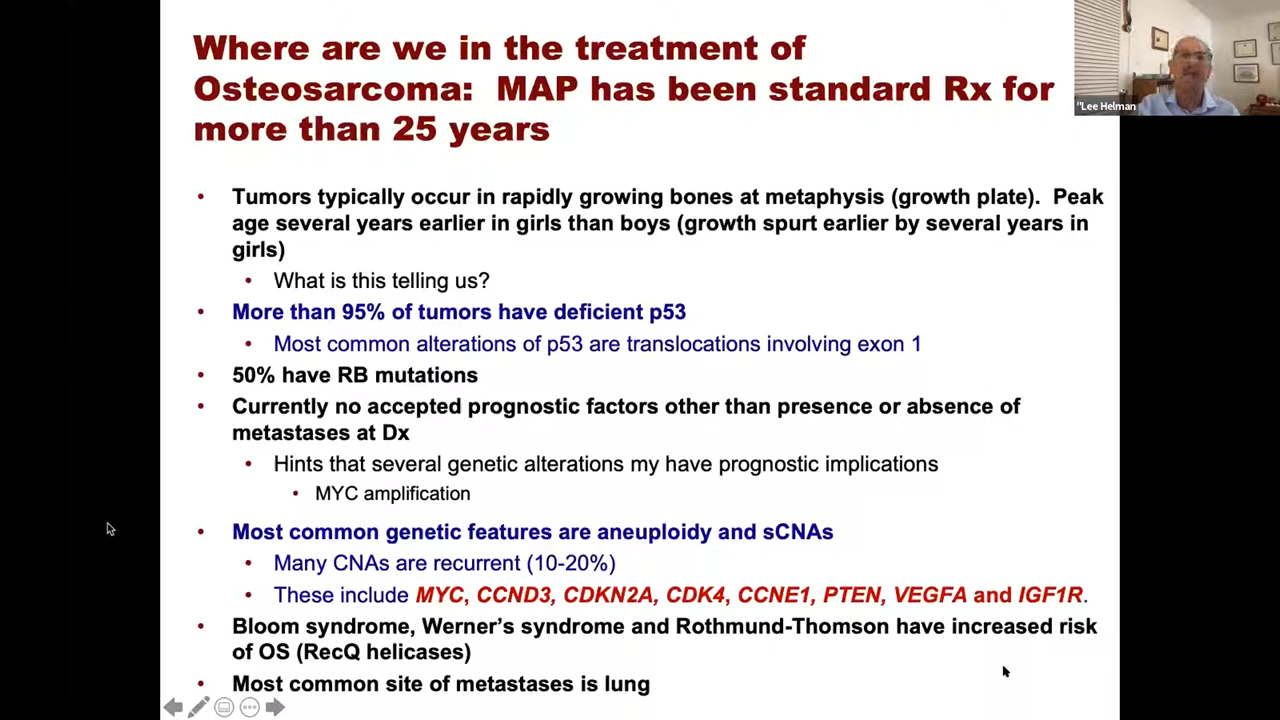 Where are we in the treatment of
Osteosarcoma: MAP has been standard Rx for
more than 25 years
"Lee Helman
• Tumors typically occur in rapidly growing bones at metaphysis (growth plate). Peak
age several years earlier in girls than boys (growth spurt earlier by several years in
girls)
• What is this telling us?
• More than 95% of tumors have deficient p53
• Most common alterations of p53 are translocations involving exon 1
• 50% have RB mutations
• Currently no accepted prognostic factors other than presence or absence of
metastases at Dx
• Hints that several genetic alterations my have prognostic implications
• MYC amplification
• Most common genetic features are aneuploidy and sCNAs
• Many CNAs are recurrent (10-20%)
• These include MYC, CCND3, CDKN2A, CDK4, CCNE1, PTEN, VEGFA and IGF1R.
• Bloom syndrome, Werner's syndrome and Rothmund-Thomson have increased risk
of OS (RecQ helicases)
• Most common site of metastases is lung